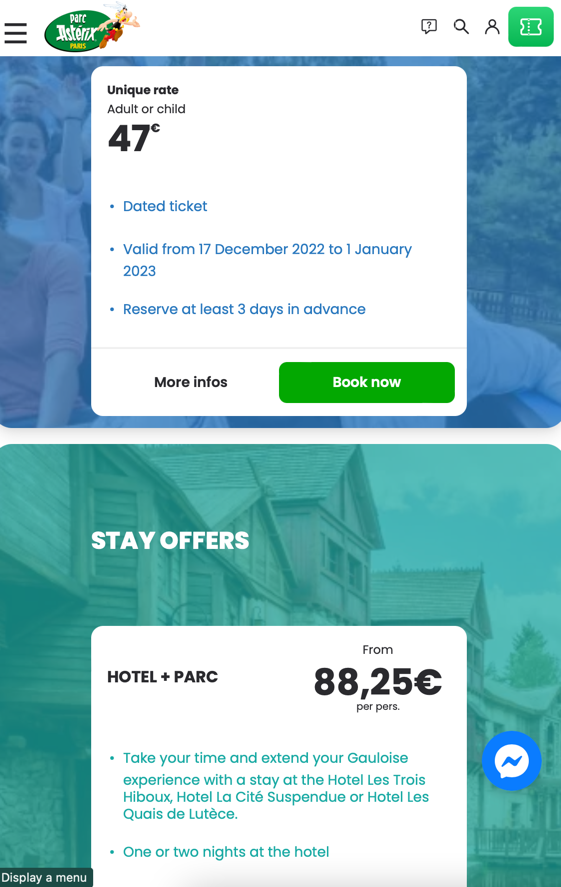 parc
Astérix
PARIS
Unique rate
Adult or child
47€
• Dated ticket
• Valid from 17 December 2022 to 1 January
2023
• Reserve at least 3 days in advance
More infos
Book now
STAY OFFERS
From
HOTEL + PARC
88,25€
per pers.
• Take your time and extend your Gauloise
experience with a stay at the Hotel Les Trois
Hiboux, Hotel La Cité Suspendue or Hotel Les
Quais de Lutèce.
• One or two nights at the hotel
Display a menu